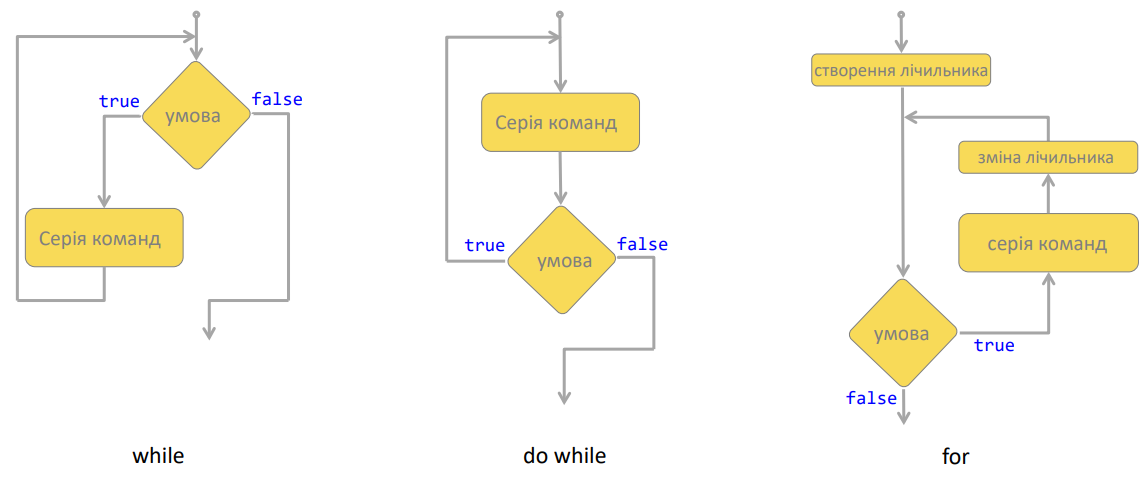 true
false
умова
Серія команд
while
Серія команд
true
false
умова
do while
створення лічильника
зміна лічильника
серія команд
умова
true
false
for